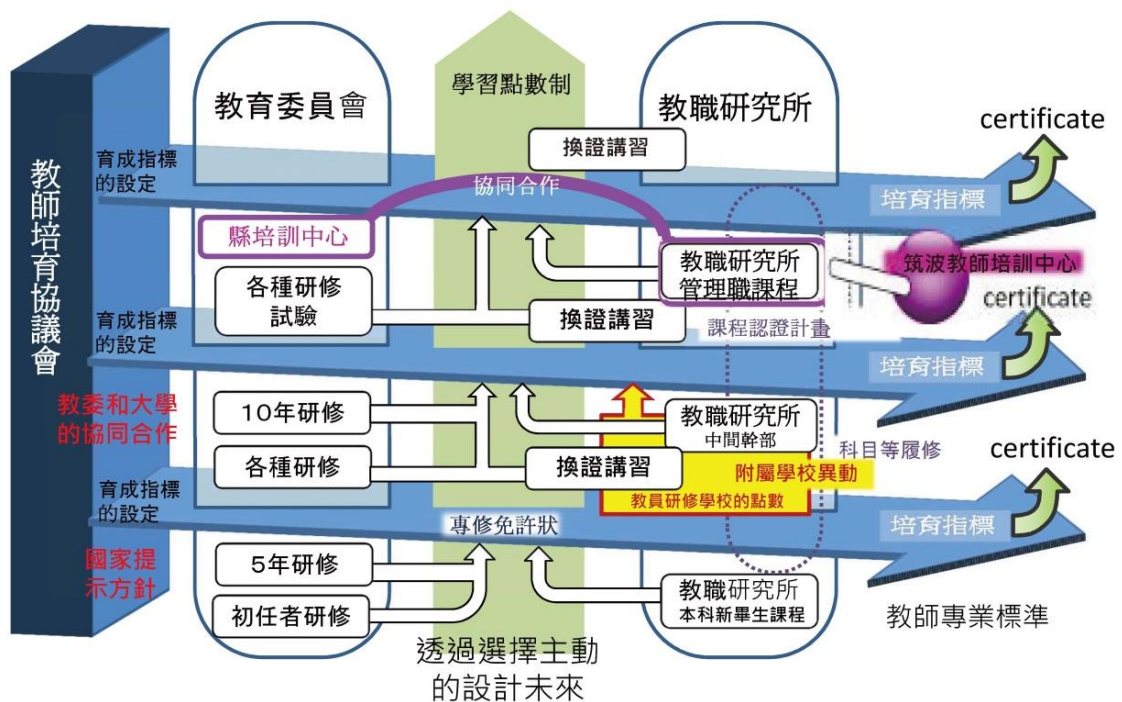 教師培育協議會
教育委員會
學習點數制
教職研究所
certificate
換證講習
育成指標
的設定
協同合作
培育指標
縣培訓中心
教職研究所
管理職課程
筑波教師培訓中心
各種研修
試驗
換證講習
課程認證計畫
certificate
育成指標
的設定
培育指標
教委和大學
的協同合作
10年研修
教職研究所
中間幹部
科目等履修
certificate
各種研修
換證講習
附屬學校異動
教員研修學校的點數
育成指標
的設定
專修免許狀
培育指標
國家提
示方針
5年研修
初任者研修
教職研究所
本科新畢生課程
教師專業標準
透過選擇主動
的設計未來